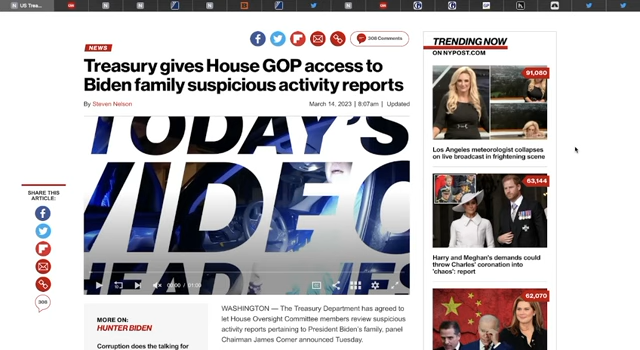 US Trea...
308 Comments
NEWS
Treasury gives House GOP access to
Biden family suspicious activity reports
By Steven Nelson
March 14, 2023 | 8:07am | Updated
TODAY'S
VIDEO
HEADLINES
00:00 / 01:09
SHARE THIS
ARTICLE:
308
MORE ON:
HUNTER BIDEN
Corruption does the talking for
WASHINGTON — The Treasury Department has agreed to
let House Oversight Committee members review suspicious
activity reports pertaining to President Biden's family, panel
Chairman James Comer announced Tuesday.
TRENDING NOW
ON NYPOST.COM
91,080
Los Angeles meteorologist collapses
on live broadcast in frightening scene
63,144
Harry and Meghan's demands could
throw Charles' coronation into
'chaos': report
62,070